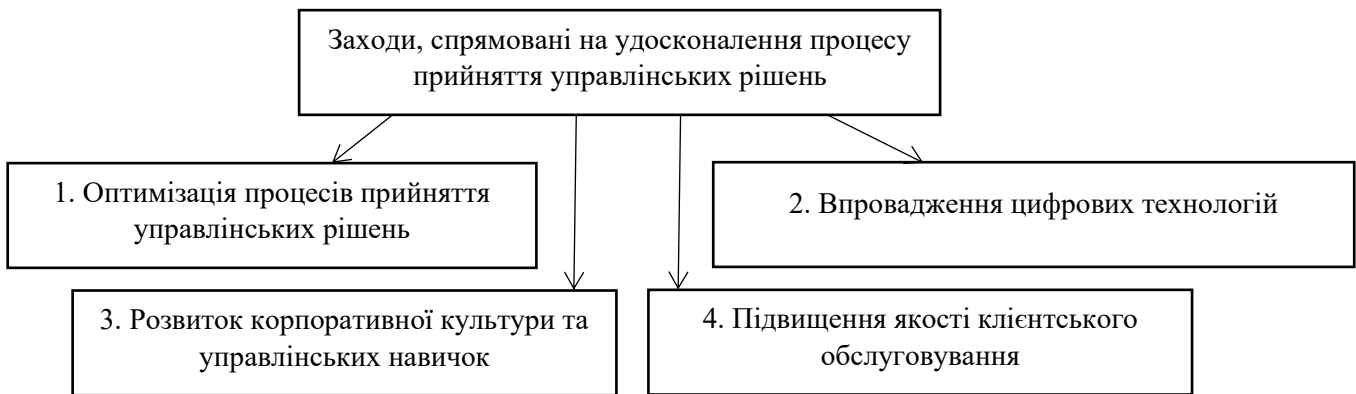 Заходи, спрямовані на удосконалення процесу
прийняття управлінських рішень
1. Оптимізація процесів прийняття
управлінських рішень
2. Впровадження цифрових технологій
3. Розвиток корпоративної культури та
управлінських навичок
4. Підвищення якості клієнтського
обслуговування